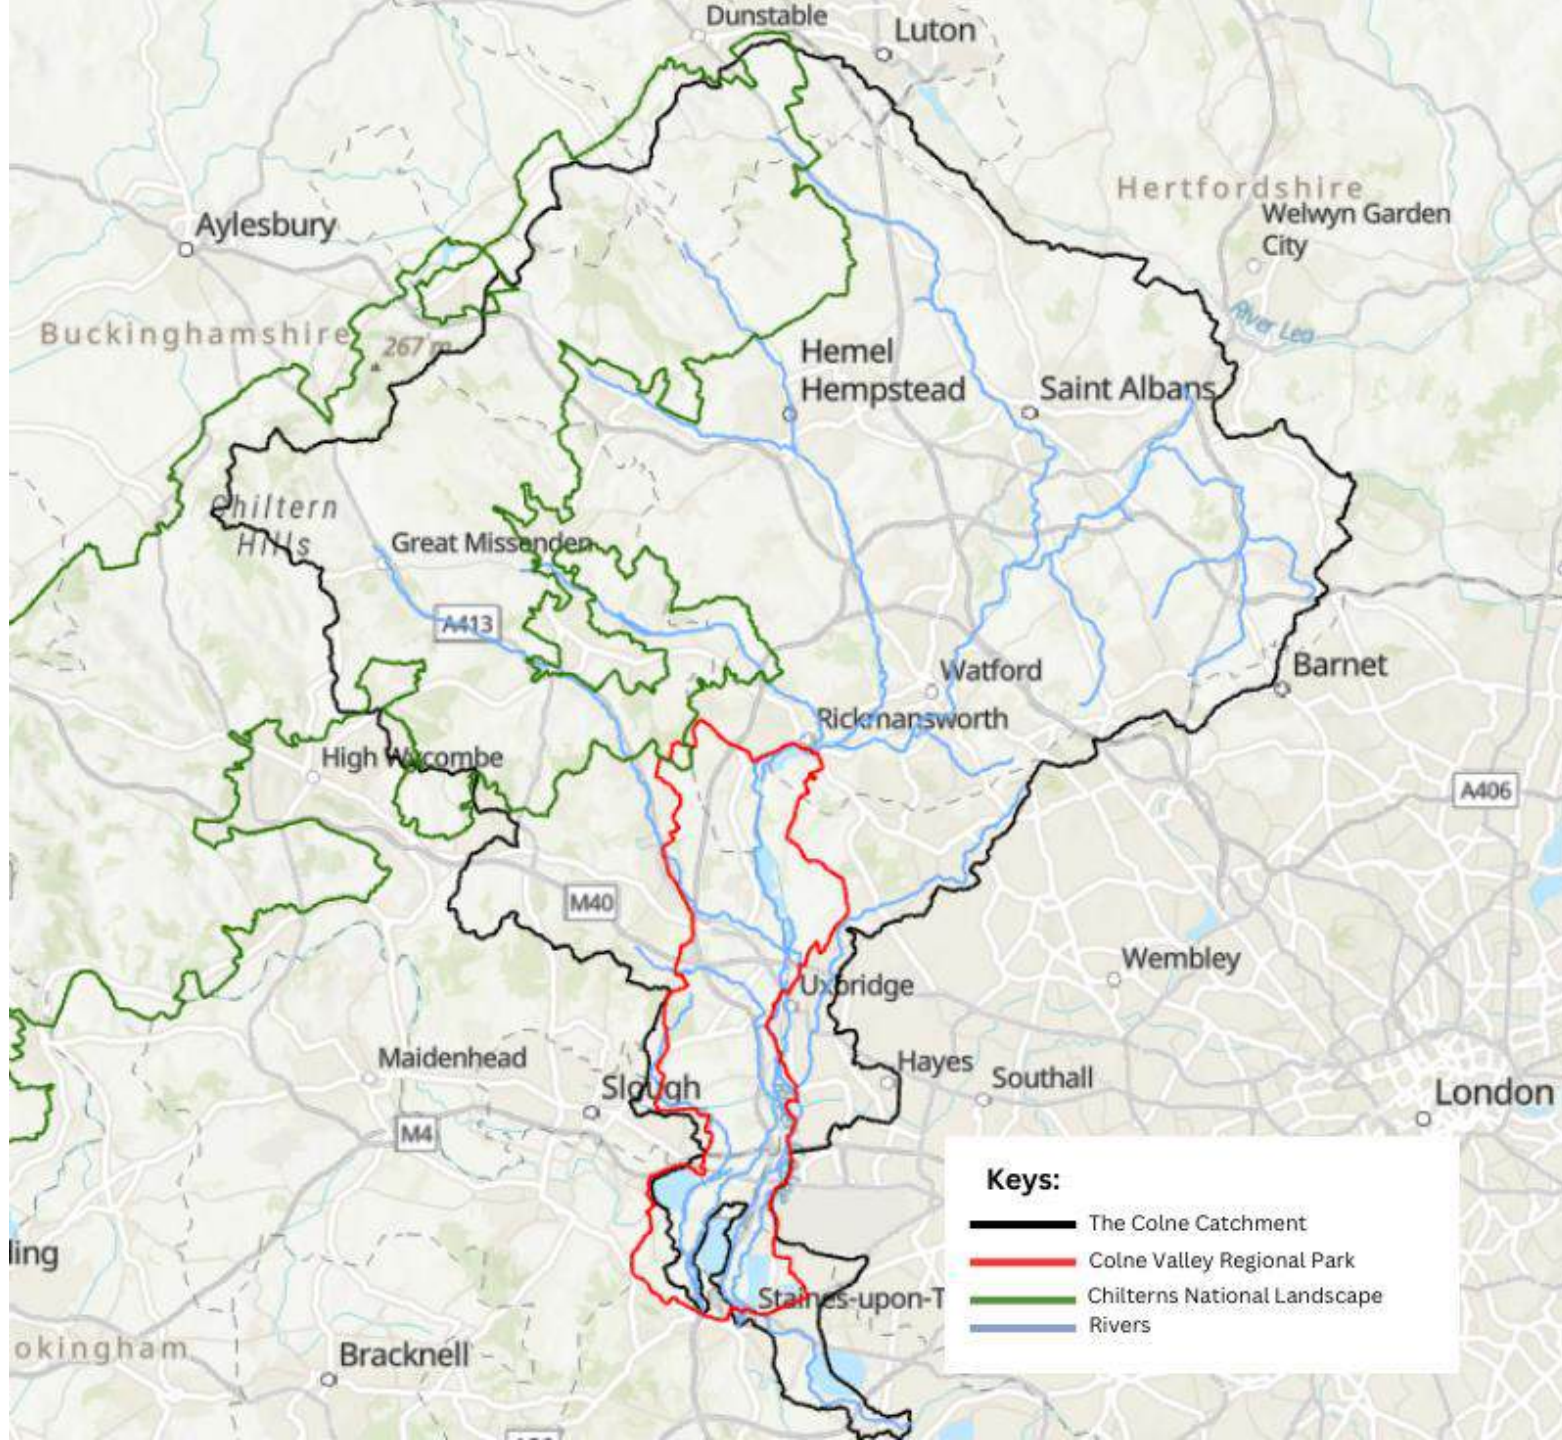 Dunstable
Luton
Hertfordshire
Welwyn Garden
City
Aylesbury
River Lea
Buckinghamshire
267 m
Hemel
Hempstead
Saint Albans
Chiltern
Hills
Great Missenden
A413
Watford
Barnet
Rickmansworth
High Wycombe
A406
M40
Wembley
Uxbridge
Maidenhead
Hayes
Southall
Slough
London
M4
Keys:
The Colne Catchment
Colne Valley Regional Park
Chilterns National Landscape
Rivers
ling
Staines-upon-T
okingham
Bracknell